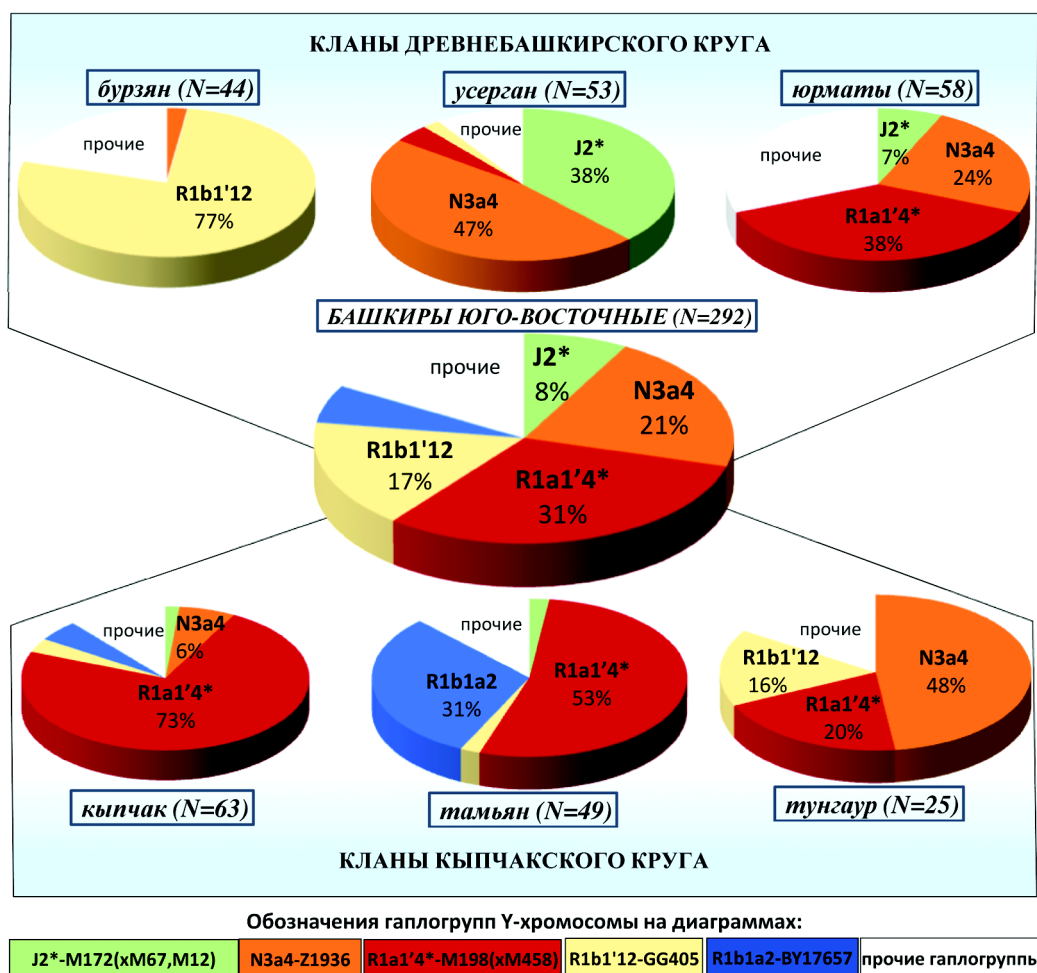 КЛАНЫ ДРЕВНЕБАШКИРСКОГО КРУГА
бурзян (N=44)
усерган (N=53)
юрматы (N=58)
прочие
R1b1'12
77%
прочие
J2*
38%
N3a4
47%
прочие
J2*
7%
N3a4
24%
R1a1’4*
38%
БАШКИРЫ ЮГО-ВОСТОЧНЫЕ (N=292)
прочие
J2*
8%
N3a4
21%
R1b1'12
17%
R1a1’4*
31%
прочие
N3a4
6%
R1a1’4*
73%
прочие
R1b1a2
31%
R1a1’4*
53%
прочие
R1b1'12
16%
N3a4
48%
R1a1’4*
20%
кыпчак (N=63)
тамьян (N=49)
тунгаур (N=25)
КЛАНЫ КЫПЧАКСКОГО КРУГА
Обозначения гаплогрупп Y-хромосомы на диаграммах:
J2*-M172(xM67,M12) N3a4-Z1936 R1a1’4*-M198(xM458) R1b1'12-GG405 R1b1a2-BY17657 прочие гаплогруппы